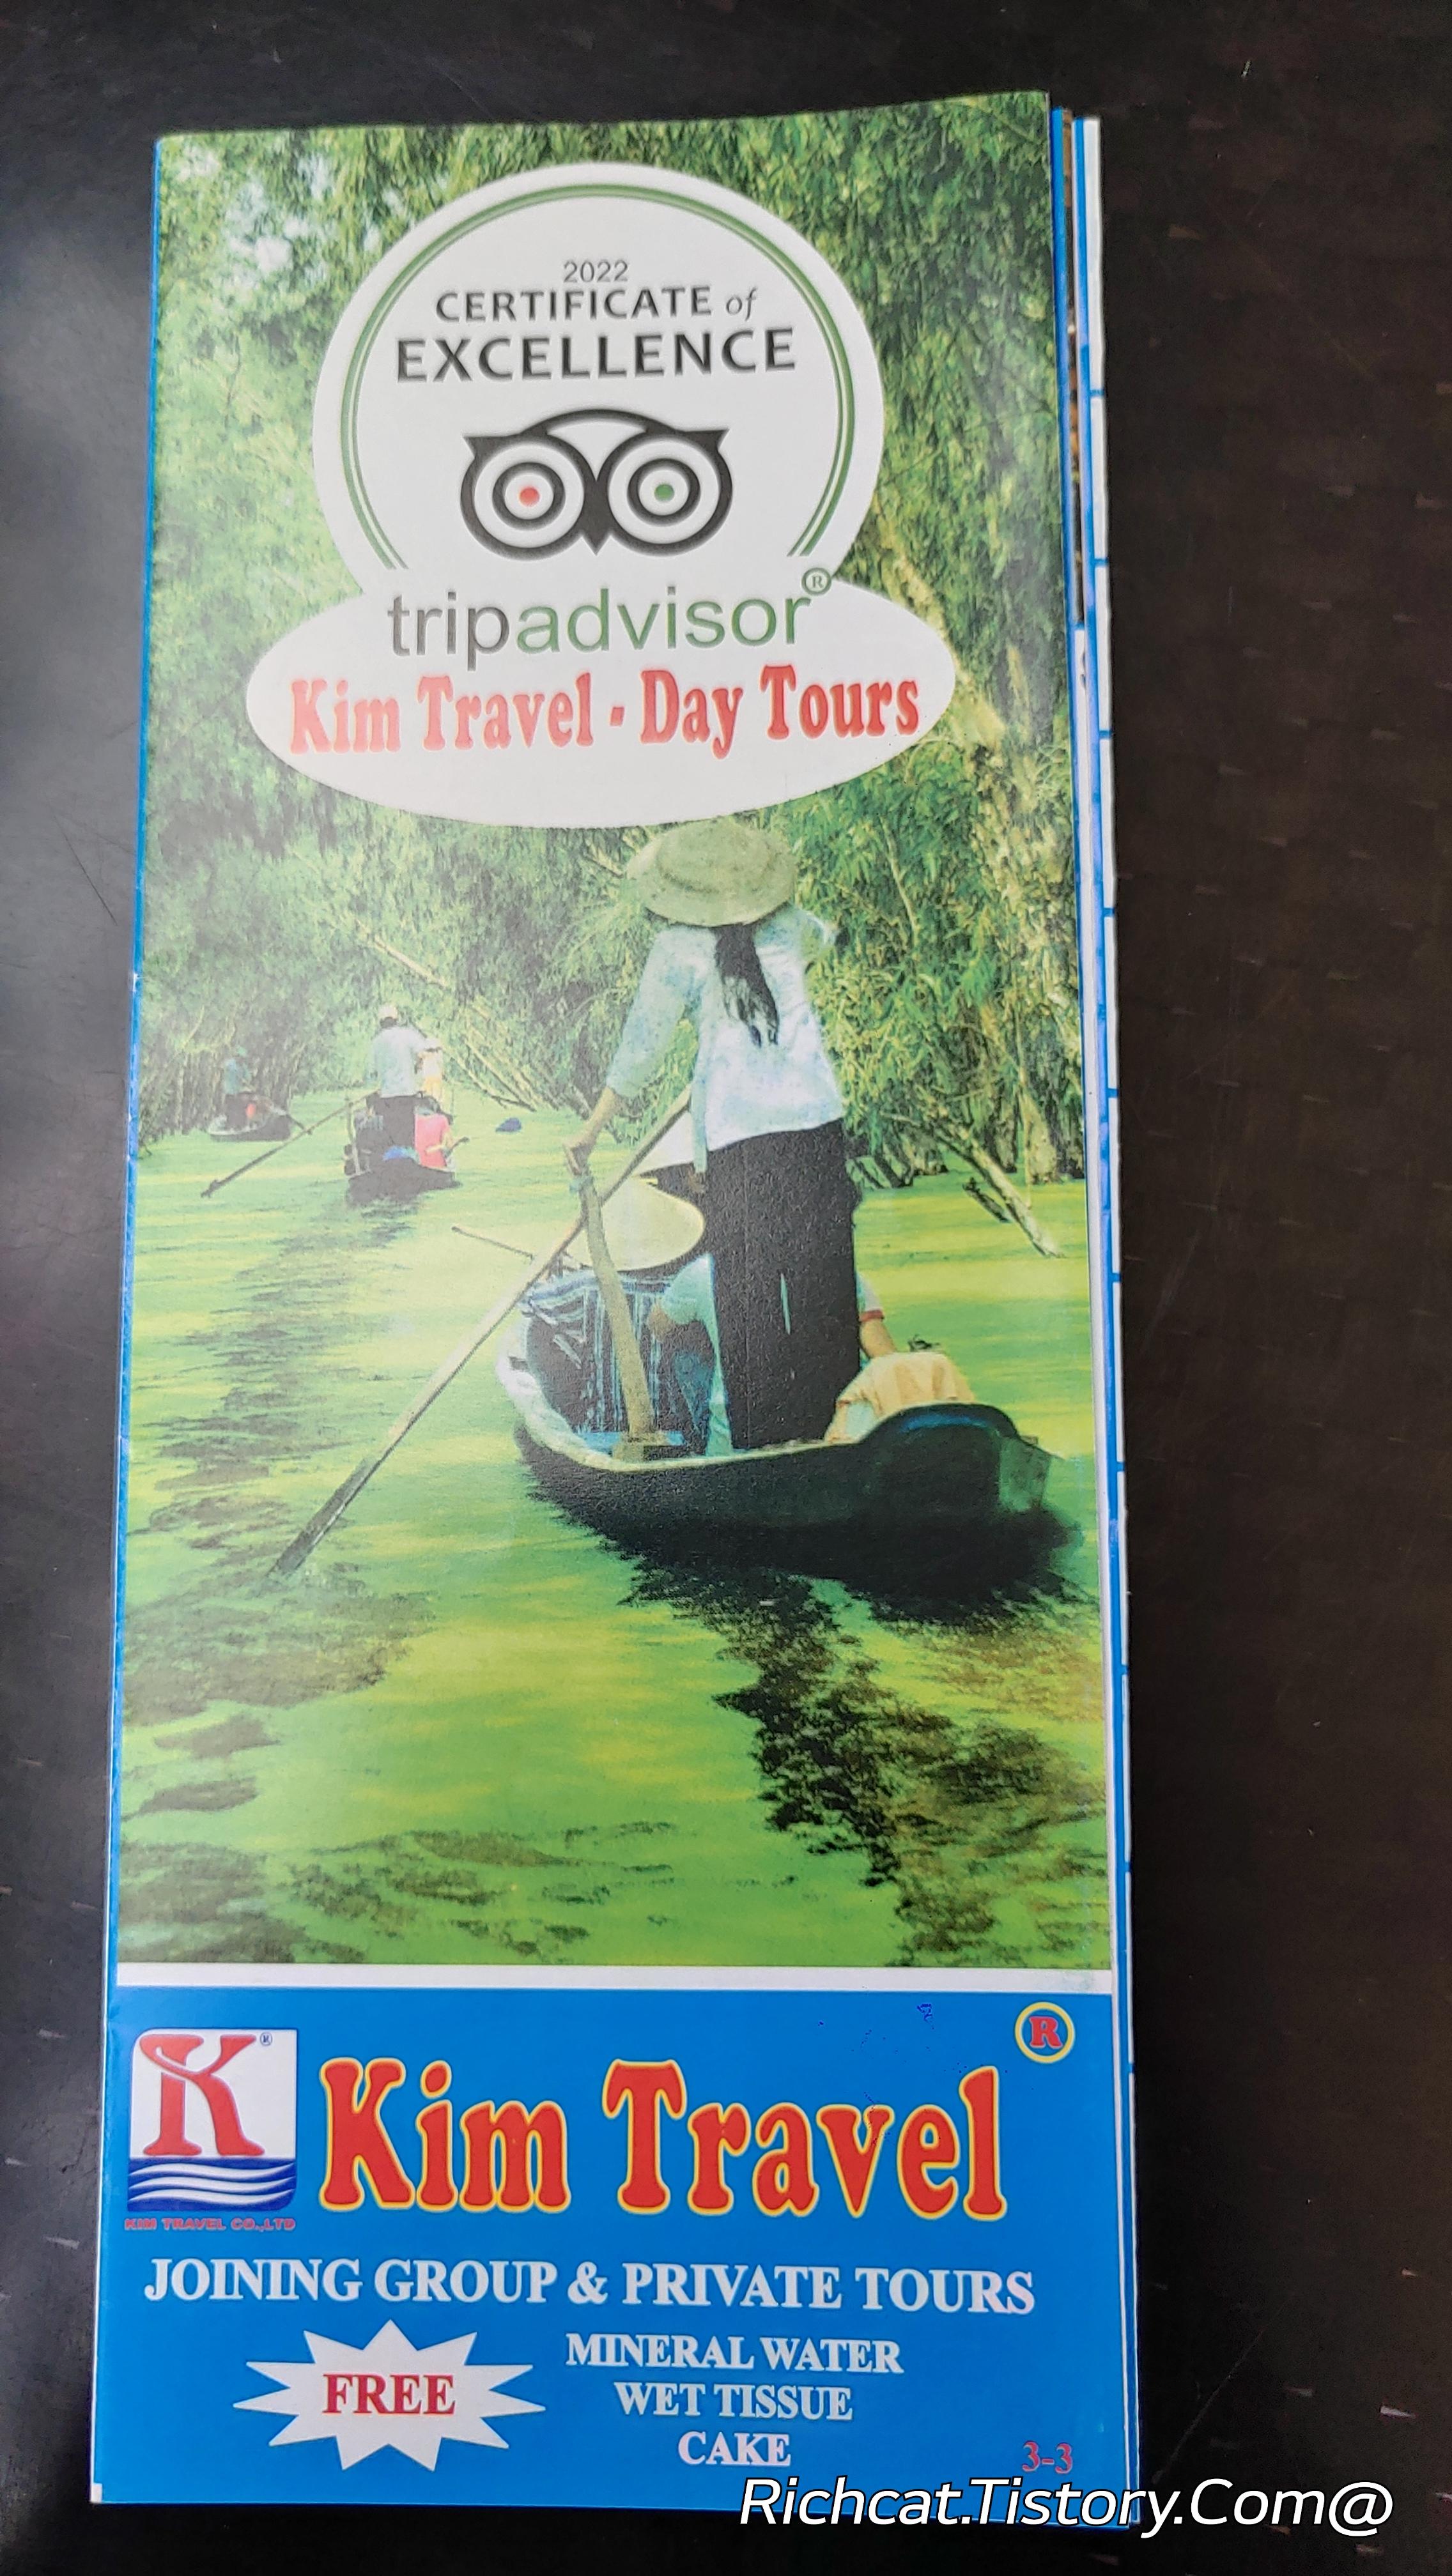 2022
CERTIFICATE of
EXCELLENCE
tripadvisor®
Kim Travel - Day Tours
K®
KIM TRAVEL CO.,LTD
Kim Travel®
JOINING GROUP & PRIVATE TOURS
FREE
MINERAL WATER
WET TISSUE
CAKE
3-3
Richcat.Tistory.Com@